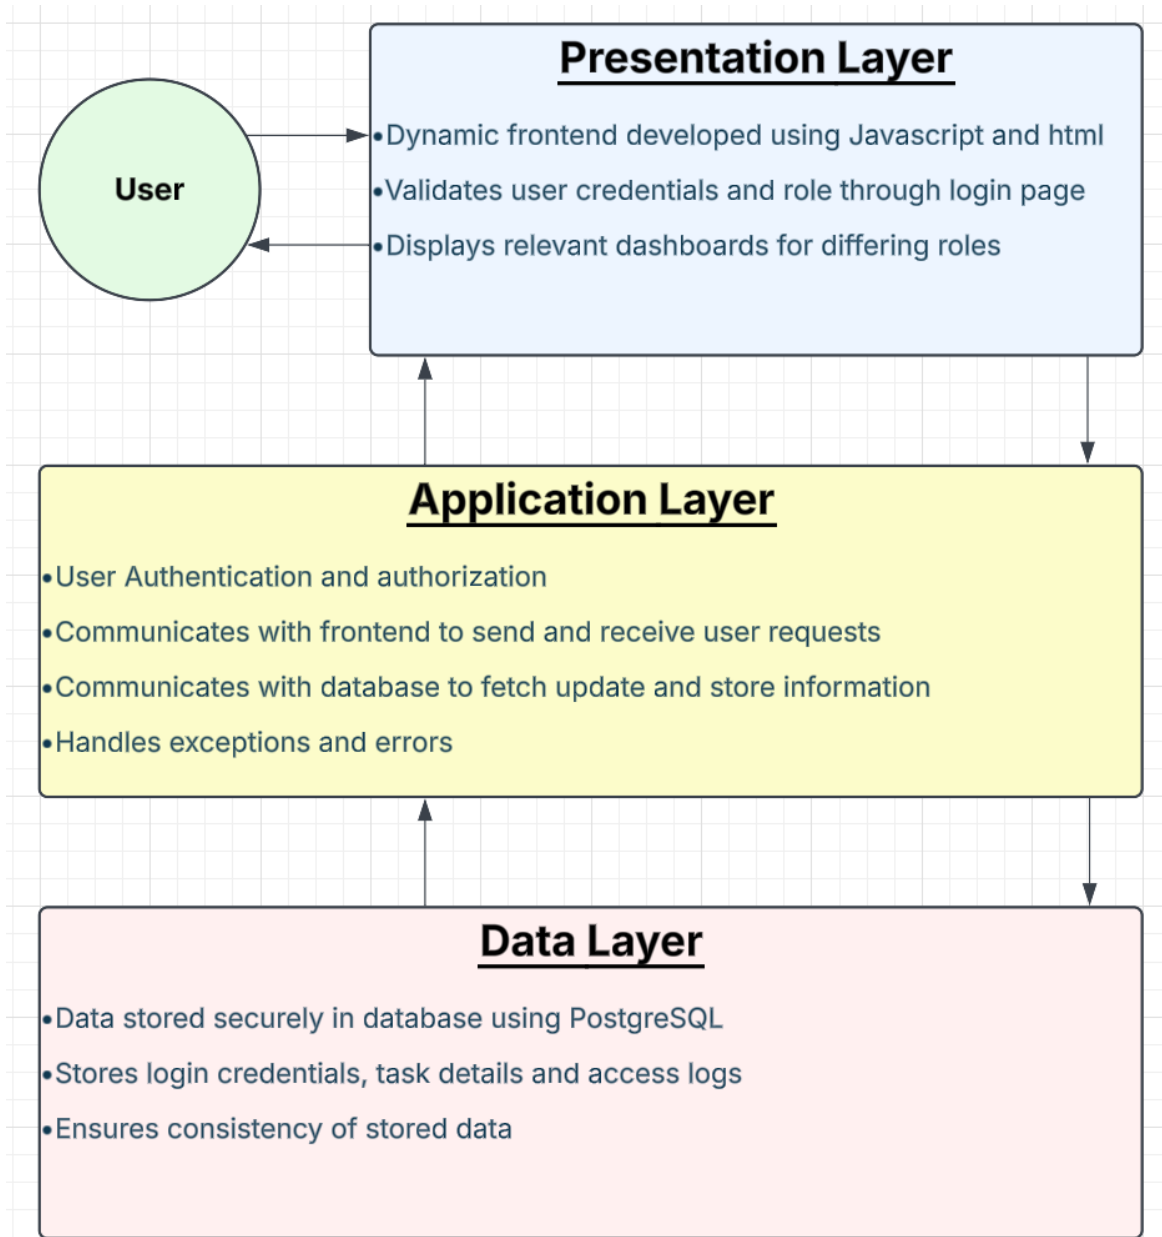 Presentation Layer
User
•Dynamic frontend developed using Javascript and html
•Validates user credentials and role through login page
•Displays relevant dashboards for differing roles
Application Layer
•User Authentication and authorization
•Communicates with frontend to send and receive user requests
•Communicates with database to fetch update and store information
•Handles exceptions and errors
Data Layer
•Data stored securely in database using PostgreSQL
•Stores login credentials, task details and access logs
•Ensures consistency of stored data